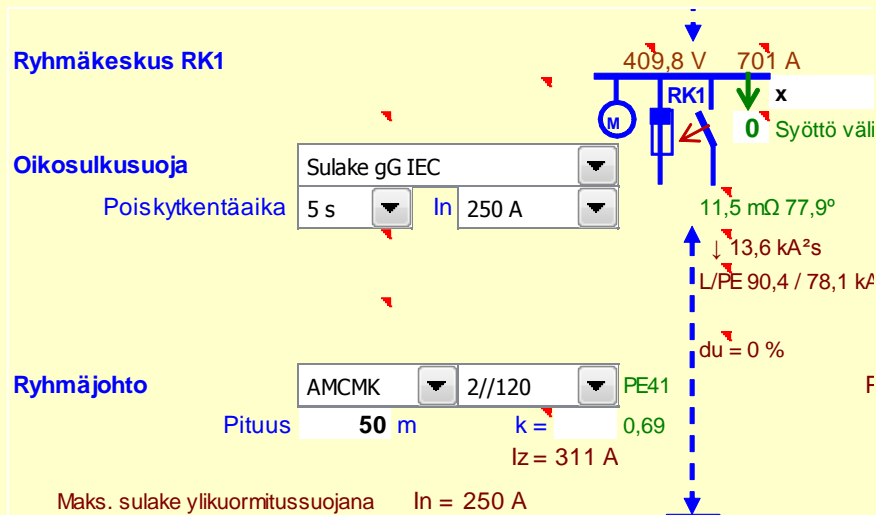 Ryhmäkeskus RK1
409,8 V 701 A
RK1 x
M
0 Syöttö väli
Oikosulkusuoja Sulake gG IEC
Poiskytkentäaika 5 s In 250 A
11,5 mΩ 77,9º
↓ 13,6 kA²s
L/PE 90,4 / 78,1 kA
du = 0 %
Ryhmäjohto AMCMK 2//120 PE41
Pituus 50 m k = 0,69
Iz = 311 A
Maks. sulake ylikuormitussuojana In = 250 A